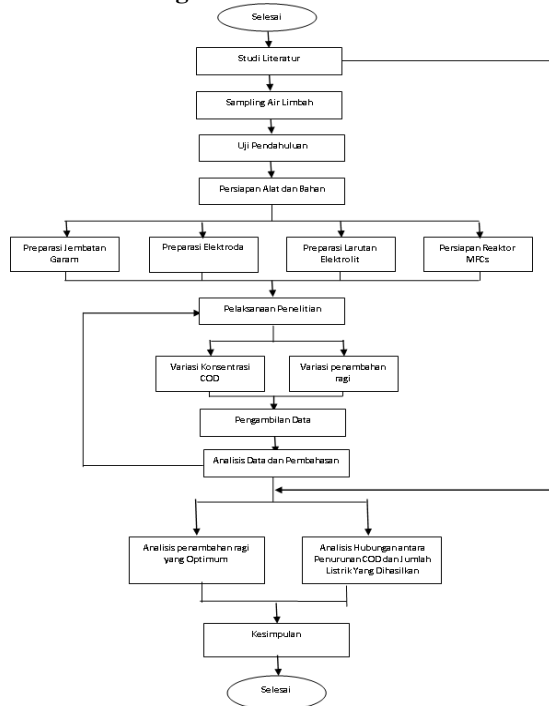 Selesai
Studi Literatur
Sampling Air Limbah
Uji Pendahuluan
Persiapan Alat dan Bahan
Preparasi Jembatan
Garam
Preparasi Elektroda
Preparasi Larutan
Elektrolit
Persiapan Reaktor
MFCs
Pelaksanaan Penelitian
Variasi Konsentrasi
COD
Variasi penambahan
ragi
Pengambilan Data
Analisis Data dan Pembahasan
Analisis penambahan ragi
yang Optimum
Analisis Hubungan antara
Penurunan COD dan Jumlah
Listrik Yang Dihasilkan
Kesimpulan
Selesai